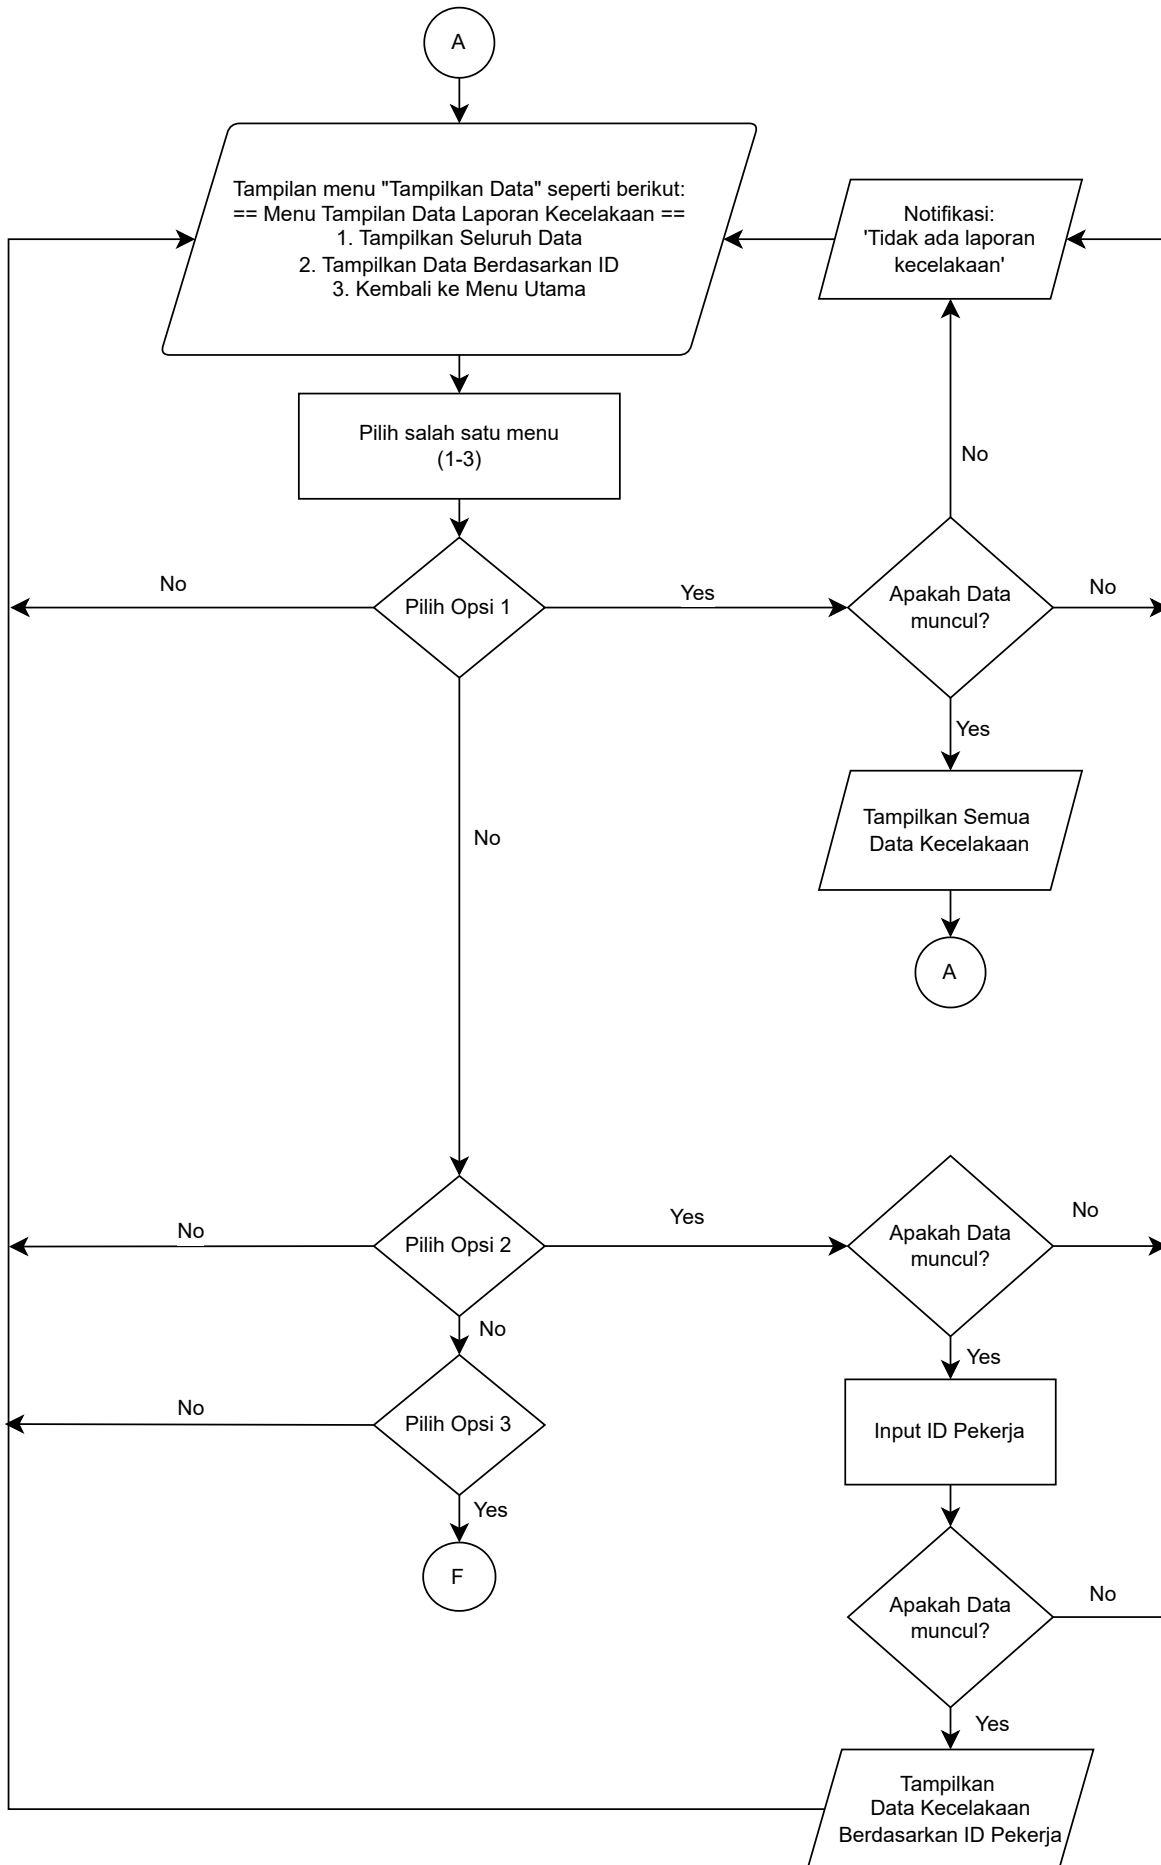 A
Tampilan menu "Tampilkan Data" seperti berikut:
== Menu Tampilan Data Laporan Kecelakaan ==
1. Tampilkan Seluruh Data
2. Tampilkan Data Berdasarkan ID
3. Kembali ke Menu Utama
Notifikasi:
'Tidak ada laporan
kecelakaan'
Pilih salah satu menu
(1-3)
No
No
Pilih Opsi 1
Yes
Apakah Data
muncul?
No
Yes
Tampilkan Semua
Data Kecelakaan
No
A
No
Pilih Opsi 2
Yes
Apakah Data
muncul?
No
No
Yes
No
Pilih Opsi 3
Input ID Pekerja
Yes
F
Apakah Data
muncul?
No
Yes
Tampilkan
Data Kecelakaan
Berdasarkan ID Pekerja